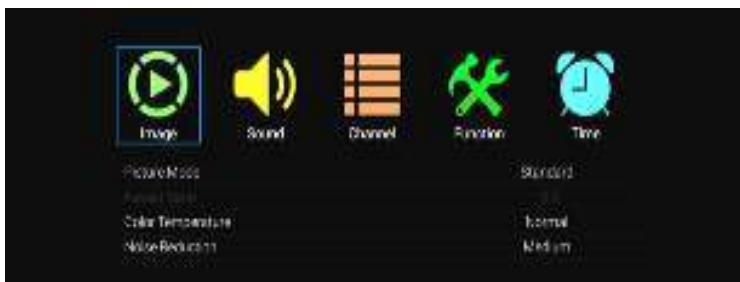 Image Sound Channel Function Time
Picture Mode Standard
Color Temperature Normal
Noise Reduction Medium